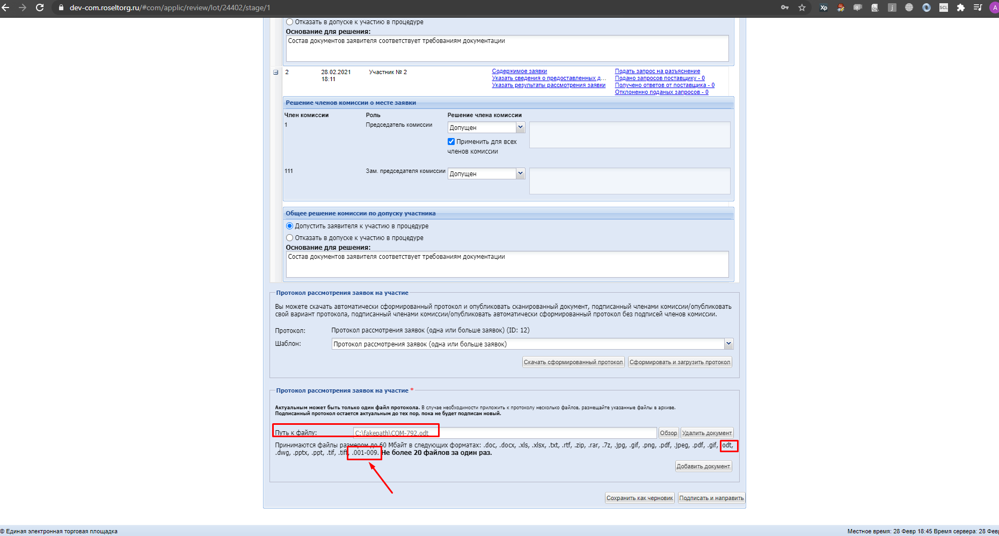 dev-com.roseltorg.ru/#com/applic/review/lot/24402/stage/1
Отказать в допуске к участию в процедуре
Основание для решения:
Состав документов заявителя соответствует требованиям документации
2 28.02.2021 18:11 Участник № 2
Содержимое заявки
Указать сведения о предоставленных д...
Указать результаты рассмотрения заявки
Подать запрос на разъяснение
Подано запросов поставщику - 0
Получено ответов от поставщика - 0
Отклоненно поданых запросов - 0
Решение членов комиссии о месте заявки
Член комиссии Роль Решение члена комиссии
1 Председатель комиссии Допущен
Применить для всех
членов комиссии
111 Зам. председателя комиссии Допущен
Общее решение комиссии по допуску участника
Допустить заявителя к участию в процедуре
Отказать в допуске к участию в процедуре
Основание для решения:
Состав документов заявителя соответствует требованиям документации
Протокол рассмотрения заявок на участие
Вы можете скачать автоматически сформированный протокол и опубликовать сканированный документ, подписанный членами комиссии/опубликовать
свой вариант протокола, подписанный членами комиссии/опубликовать автоматически сформированный протокол без подписей членов комиссии.
Протокол: Протокол рассмотрения заявок (одна или больше заявок) (ID: 12)
Шаблон: Протокол рассмотрения заявок (одна или больше заявок)
Скачать сформированный протокол Сформировать и загрузить протокол
Протокол рассмотрения заявок на участие *
Актуальным может быть только один файл протокола. В случае необходимости приложить к протоколу несколько файлов, размещайте указанные файлы в архиве.
Подписанный протокол остается актуальным до тех пор, пока не будет подписан новый.
Путь к файлу: C:\fakepath\COM-792.odt Обзор Удалить документ
Принимаются файлы размером до 60 Мбайт в следующих форматах: .doc, .docx, .xls, .xlsx, .txt, .rtf, .zip, .rar, .7z, .jpg, .gif, .png, .pdf, .jpeg, .pdf, .gif, .odt,
.dwg, .pptx, .ppt, .tif, .tiff, .001-009. Не более 20 файлов за один раз.
Добавить документ
Сохранить как черновик Подписать и направить
© Единая электронная торговая площадка
Местное время: 28 Февр 18:45 Время сервера: 28 Фев